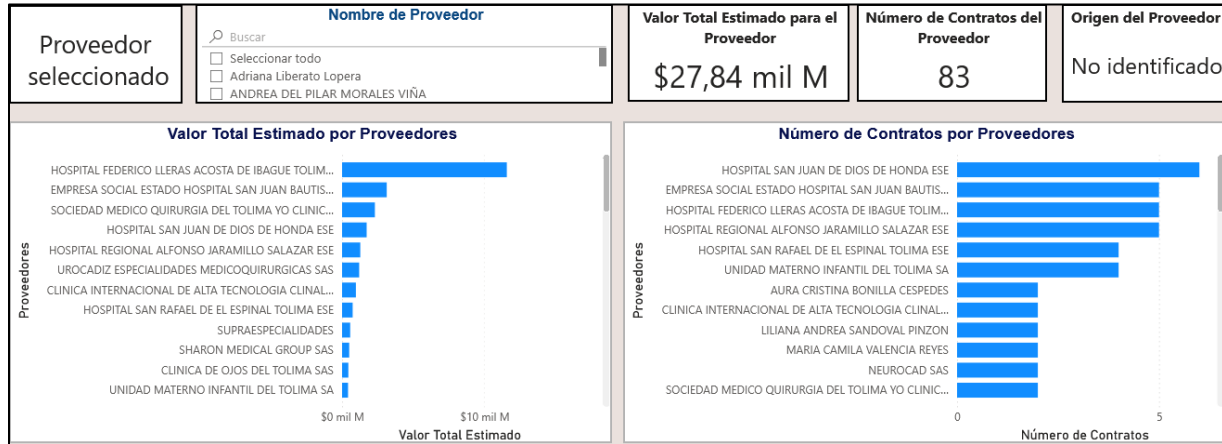 Proveedor
seleccionado
Nombre de Proveedor
Buscar
Seleccionar todo
Adriana Liberato Lopera
ANDREA DEL PILAR MORALES VIÑA
Valor Total Estimado para el
Proveedor
$27,84 mil M
Número de Contratos del
Proveedor
83
Origen del Proveedor
No identificado
Valor Total Estimado por Proveedores
Proveedores
HOSPITAL FEDERICO LLERAS ACOSTA DE IBAGUE TOLIM...
EMPRESA SOCIAL ESTADO HOSPITAL SAN JUAN BAUTIS...
SOCIEDAD MEDICO QUIRURGIA DEL TOLIMA YO CLINIC...
HOSPITAL SAN JUAN DE DIOS DE HONDA ESE
HOSPITAL REGIONAL ALFONSO JARAMILLO SALAZAR ESE
UROCADIZ ESPECIALIDADES MEDICOQUIRURGICAS SAS
CLINICA INTERNACIONAL DE ALTA TECNOLOGIA CLINAL...
HOSPITAL SAN RAFAEL DE EL ESPINAL TOLIMA ESE
SUPRAESPECIALIDADES
SHARON MEDICAL GROUP SAS
CLINICA DE OJOS DEL TOLIMA SAS
UNIDAD MATERNO INFANTIL DEL TOLIMA SA
$0 mil M
$10 mil M
Valor Total Estimado
Número de Contratos por Proveedores
Proveedores
HOSPITAL SAN JUAN DE DIOS DE HONDA ESE
EMPRESA SOCIAL ESTADO HOSPITAL SAN JUAN BAUTIS...
HOSPITAL FEDERICO LLERAS ACOSTA DE IBAGUE TOLIM...
HOSPITAL REGIONAL ALFONSO JARAMILLO SALAZAR ESE
HOSPITAL SAN RAFAEL DE EL ESPINAL TOLIMA ESE
UNIDAD MATERNO INFANTIL DEL TOLIMA SA
AURA CRISTINA BONILLA CESPEDES
CLINICA INTERNACIONAL DE ALTA TECNOLOGIA CLINAL...
LILIANA ANDREA SANDOVAL PINZON
MARIA CAMILA VALENCIA REYES
NEUROCAD SAS
SOCIEDAD MEDICO QUIRURGIA DEL TOLIMA YO CLINIC...
0
5
Número de Contratos